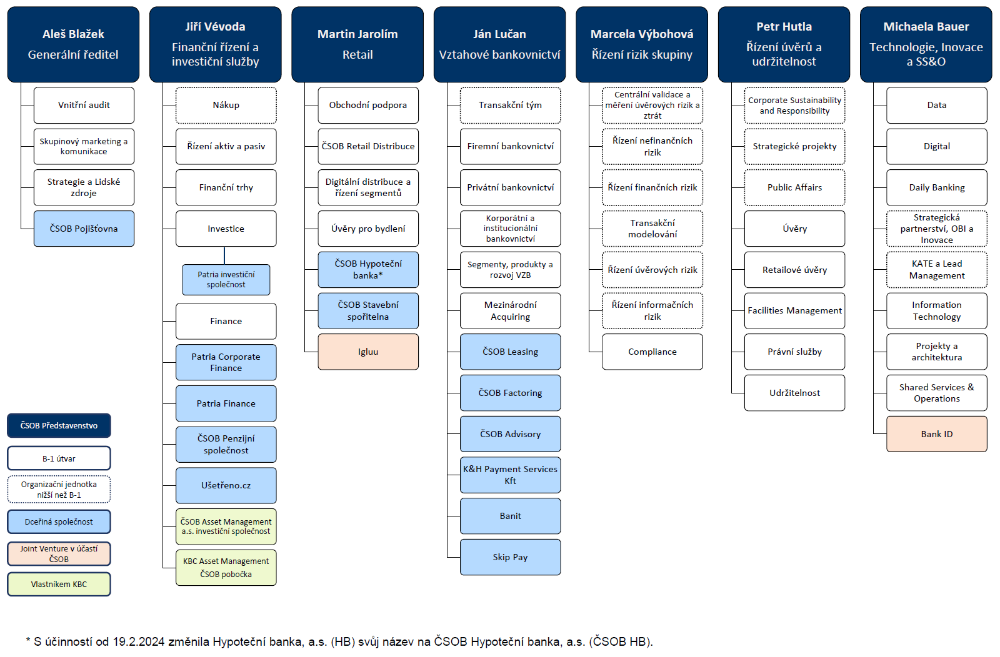 Aleš Blažek
Generální ředitel
Vnitřní audit
Skupinový marketing a
komunikace
Strategie a Lidské
zdroje
ČSOB Pojišťovna
Jiří Vévoda
Finanční řízení a
investiční služby
Nákup
Řízení aktiv a pasiv
Finanční trhy
Investice
Patria investiční
společnost
Finance
Patria Corporate
Finance
Patria Finance
ČSOB Penzijní
společnost
Ušetřeno.cz
ČSOB Asset Management
a.s. investiční společnost
KBC Asset Management
ČSOB pobočka
Martin Jarolím
Retail
Obchodní podpora
ČSOB Retail Distribuce
Digitální distribuce a
řízení segmentů
Úvěry pro bydlení
ČSOB Hypoteční
banka*
ČSOB Stavební
spořitelna
Igluu
Ján Lučan
Vztahové bankovnictví
Transakční tým
Firemní bankovnictví
Privátní bankovnictví
Korporátní a
institucionální
bankovnictví
Segmenty, produkty a
rozvoj VZB
Mezinárodní
Acquiring
ČSOB Leasing
ČSOB Factoring
ČSOB Advisory
K&H Payment Services
Kft
Banit
Skip Pay
Marcela Výbohová
Řízení rizik skupiny
Centrální validace a
měření úvěrových rizik a
ztrát
Řízení nefinančních
rizik
Řízení finančních rizik
Transakční
modelování
Řízení úvěrových rizik
Řízení informačních
rizik
Compliance
Petr Hutla
Řízení úvěrů a
udržitelnost
Corporate Sustainability
and Responsibility
Strategické projekty
Public Affairs
Úvěry
Retailové úvěry
Facilities Management
Právní služby
Udržitelnost
Michaela Bauer
Technologie, Inovace
a SS&O
Data
Digital
Daily Banking
Strategická
partnerství, OBI a
Inovace
KATE a Lead
Management
Information
Technology
Projekty a
architektura
Shared Services &
Operations
Bank ID
ČSOB Představenstvo
B-1 útvar
Organizační jednotka
nižší než B-1
Dceřiná společnost
Joint Venture v účastí
ČSOB
Vlastníkem KBC
* S účinností od 19.2.2024 změnila Hypoteční banka, a.s. (HB) svůj název na ČSOB Hypoteční banka, a.s. (ČSOB HB).